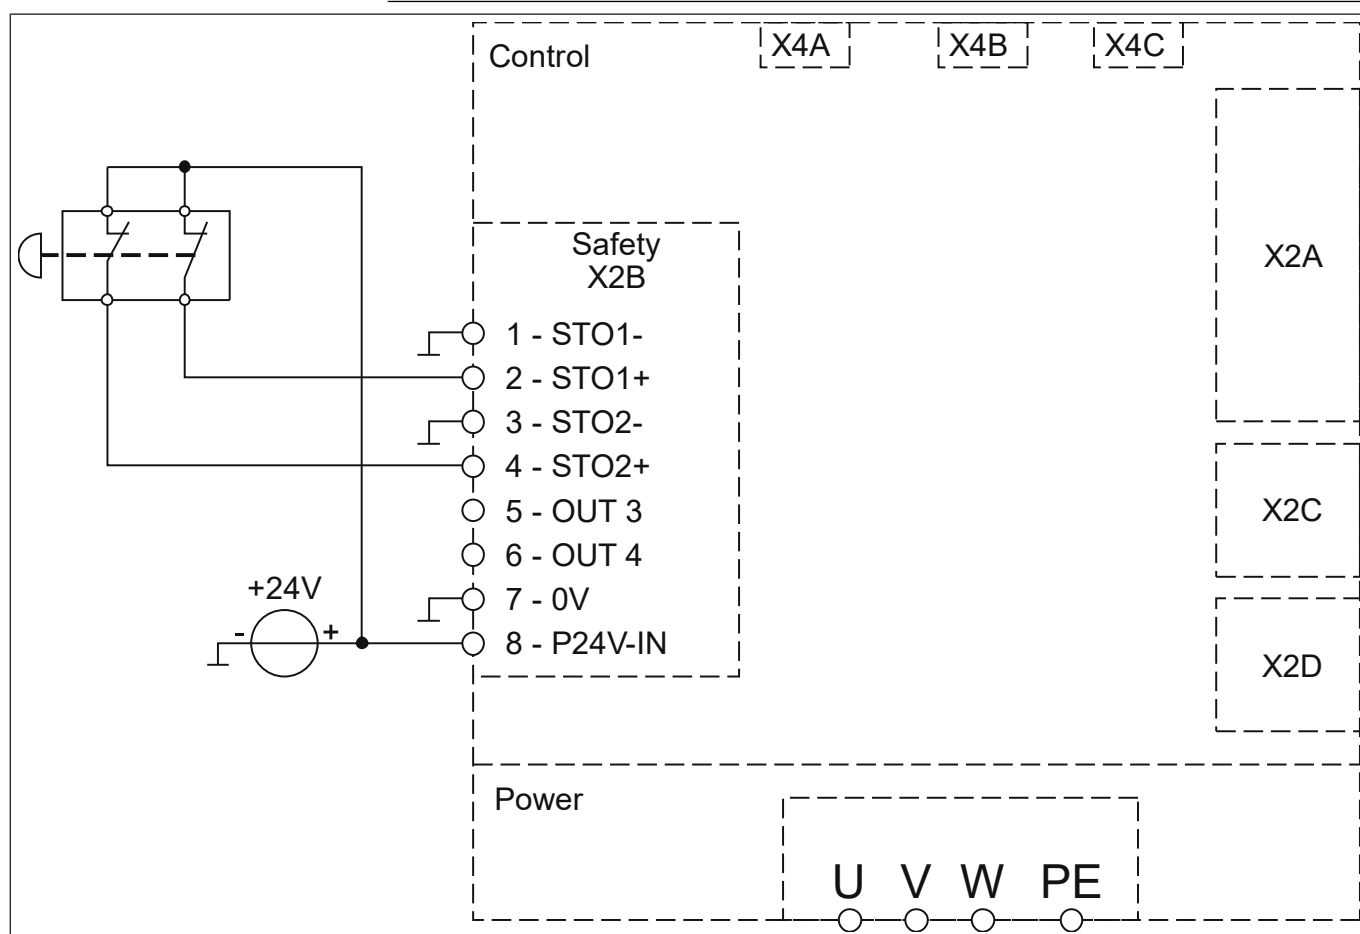 Control
X4A
X4B
X4C
X2A
Safety
X2B
1 - STO1-
2 - STO1+
3 - STO2-
4 - STO2+
5 - OUT 3
6 - OUT 4
7 - 0V
8 - P24V-IN
+24V
- +
X2C
X2D
Power
U V W PE